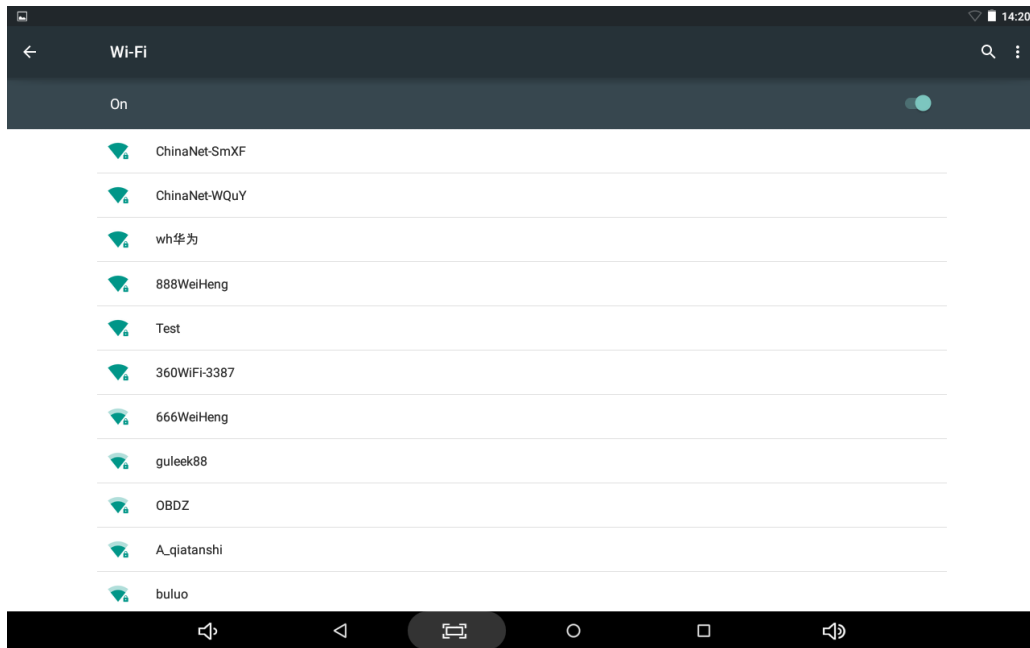 14:20
Wi-Fi
On
ChinaNet-SmXF
ChinaNet-WQuY
wh华为
888WeiHeng
Test
360WiFi-3387
666WeiHeng
guleek88
OBDZ
A_qiatanshi
buluo